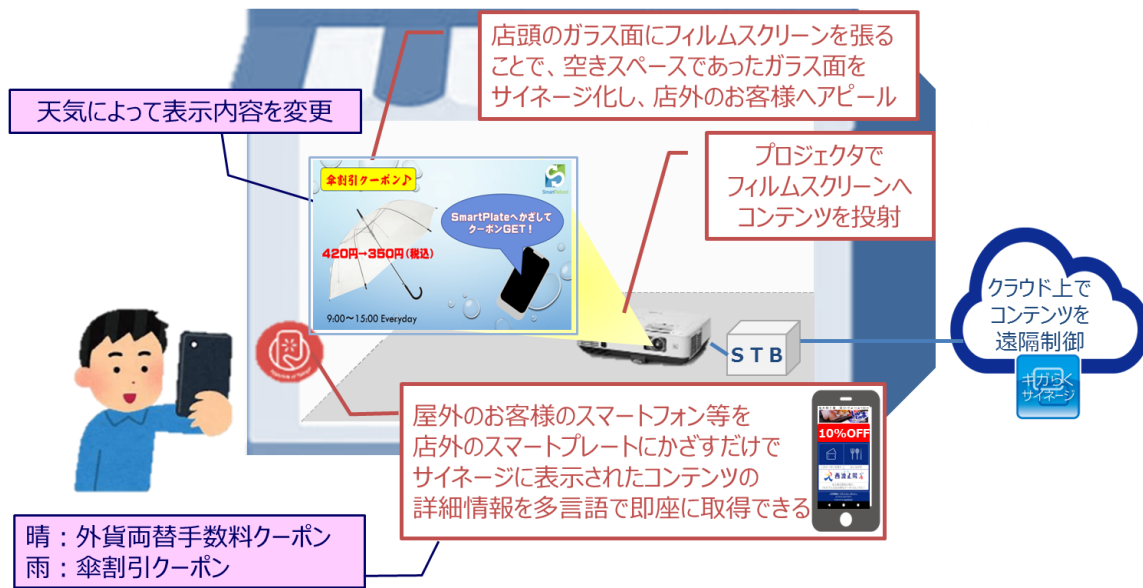 店頭のガラス面にフィルムスクリーンを張る
ことで、空きスペースであったガラス面を
サイネージ化し、店外のお客様へアピール
天気によって表示内容を変更
プロジェクタで
フィルムスクリーンへ
コンテンツを投射
傘割引クーポン♪
SmartPlateへかざして
クーポンGET！
420円→350円(税込)
9:00～15:00 Everyday
クラウド上で
コンテンツを
遠隔制御
ギガらく
サイネージ
STB
屋外のお客様のスマートフォン等を
店外のスマートプレートにかざすだけで
サイネージに表示されたコンテンツの
詳細情報を多言語で即座に取得できる
10%OFF
晴：外貨両替手数料クーポン
雨：傘割引クーポン